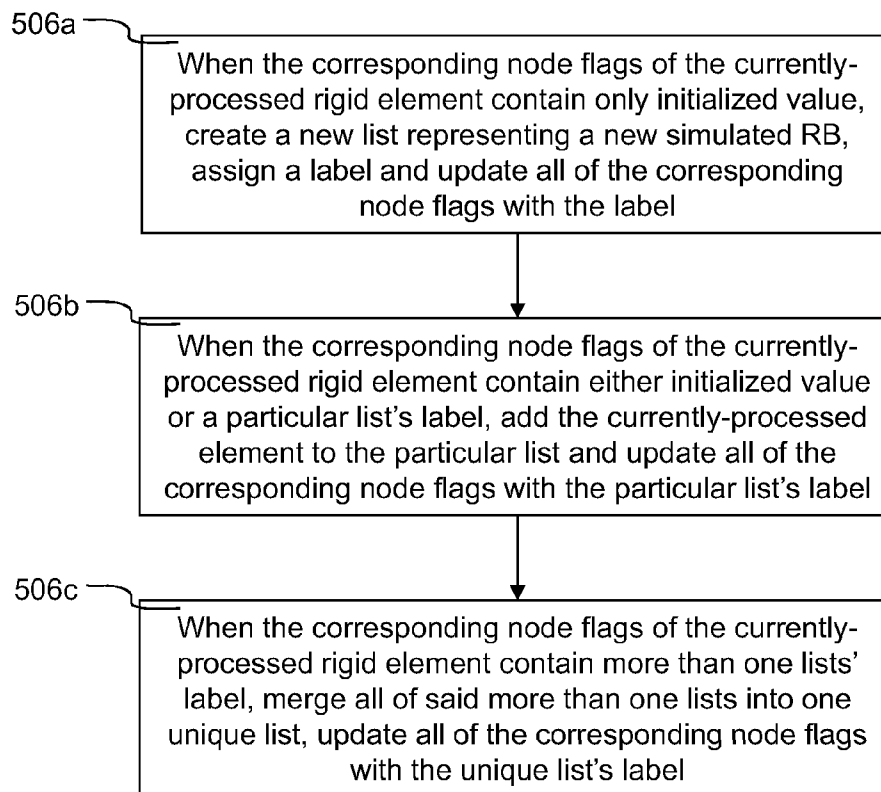 506a
When the corresponding node flags of the currently-
processed rigid element contain only initialized value,
create a new list representing a new simulated RB,
assign a label and update all of the corresponding
node flags with the label
506b
When the corresponding node flags of the currently-
processed rigid element contain either initialized value
or a particular list's label, add the currently-processed
element to the particular list and update all of the
corresponding node flags with the particular list's label
506c
When the corresponding node flags of the currently-
processed rigid element contain more than one lists'
label, merge all of said more than one lists into one
unique list, update all of the corresponding node flags
with the unique list's label